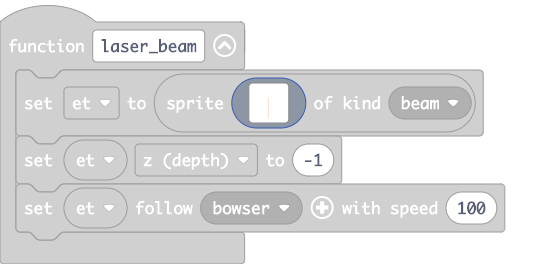 function laser_beam
set et to sprite of kind beam
set et z (depth) to -1
set et follow bowser with speed 100